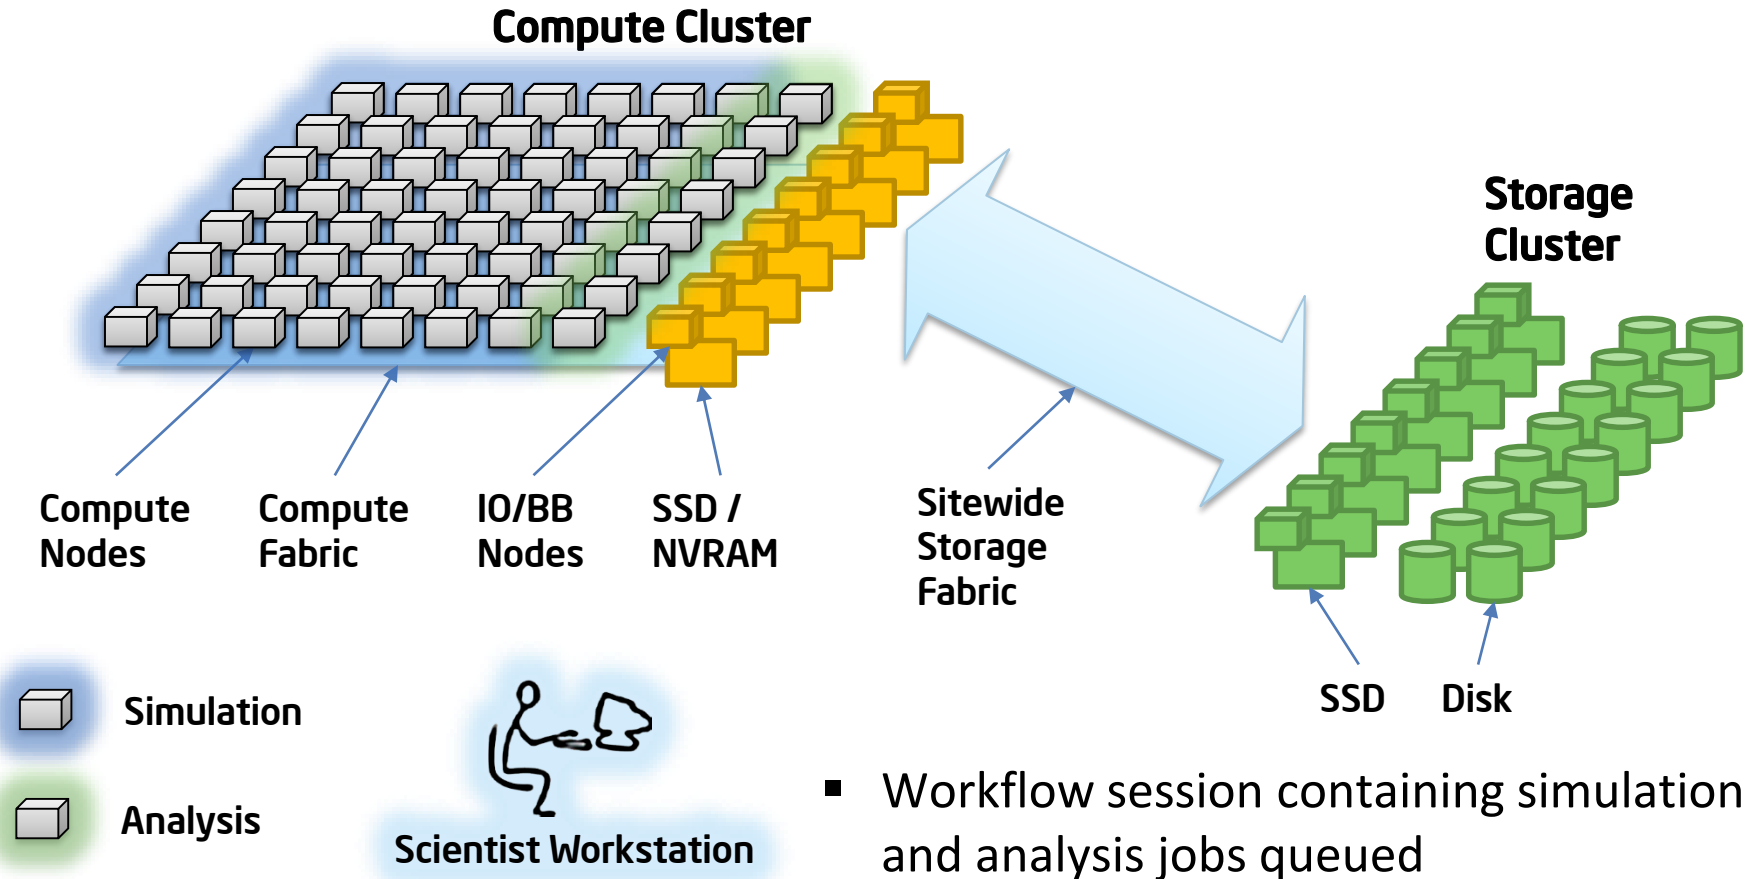 Compute Cluster
Storage
Cluster
Compute
Nodes
Compute
Fabric
IO/BB
Nodes
SSD /
NVRAM
Sitewide
Storage
Fabric
SSD
Disk
Simulation
Analysis
Scientist Workstation
▪ Workflow session containing simulation
and analysis jobs queued